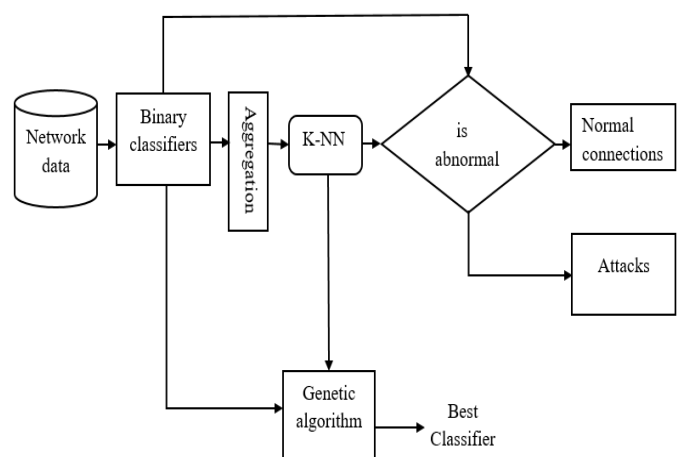 Network
data
Binary
classifiers
Aggregation
K-NN
is
abnormal
Normal
connections
Attacks
Genetic
algorithm
Best
Classifier